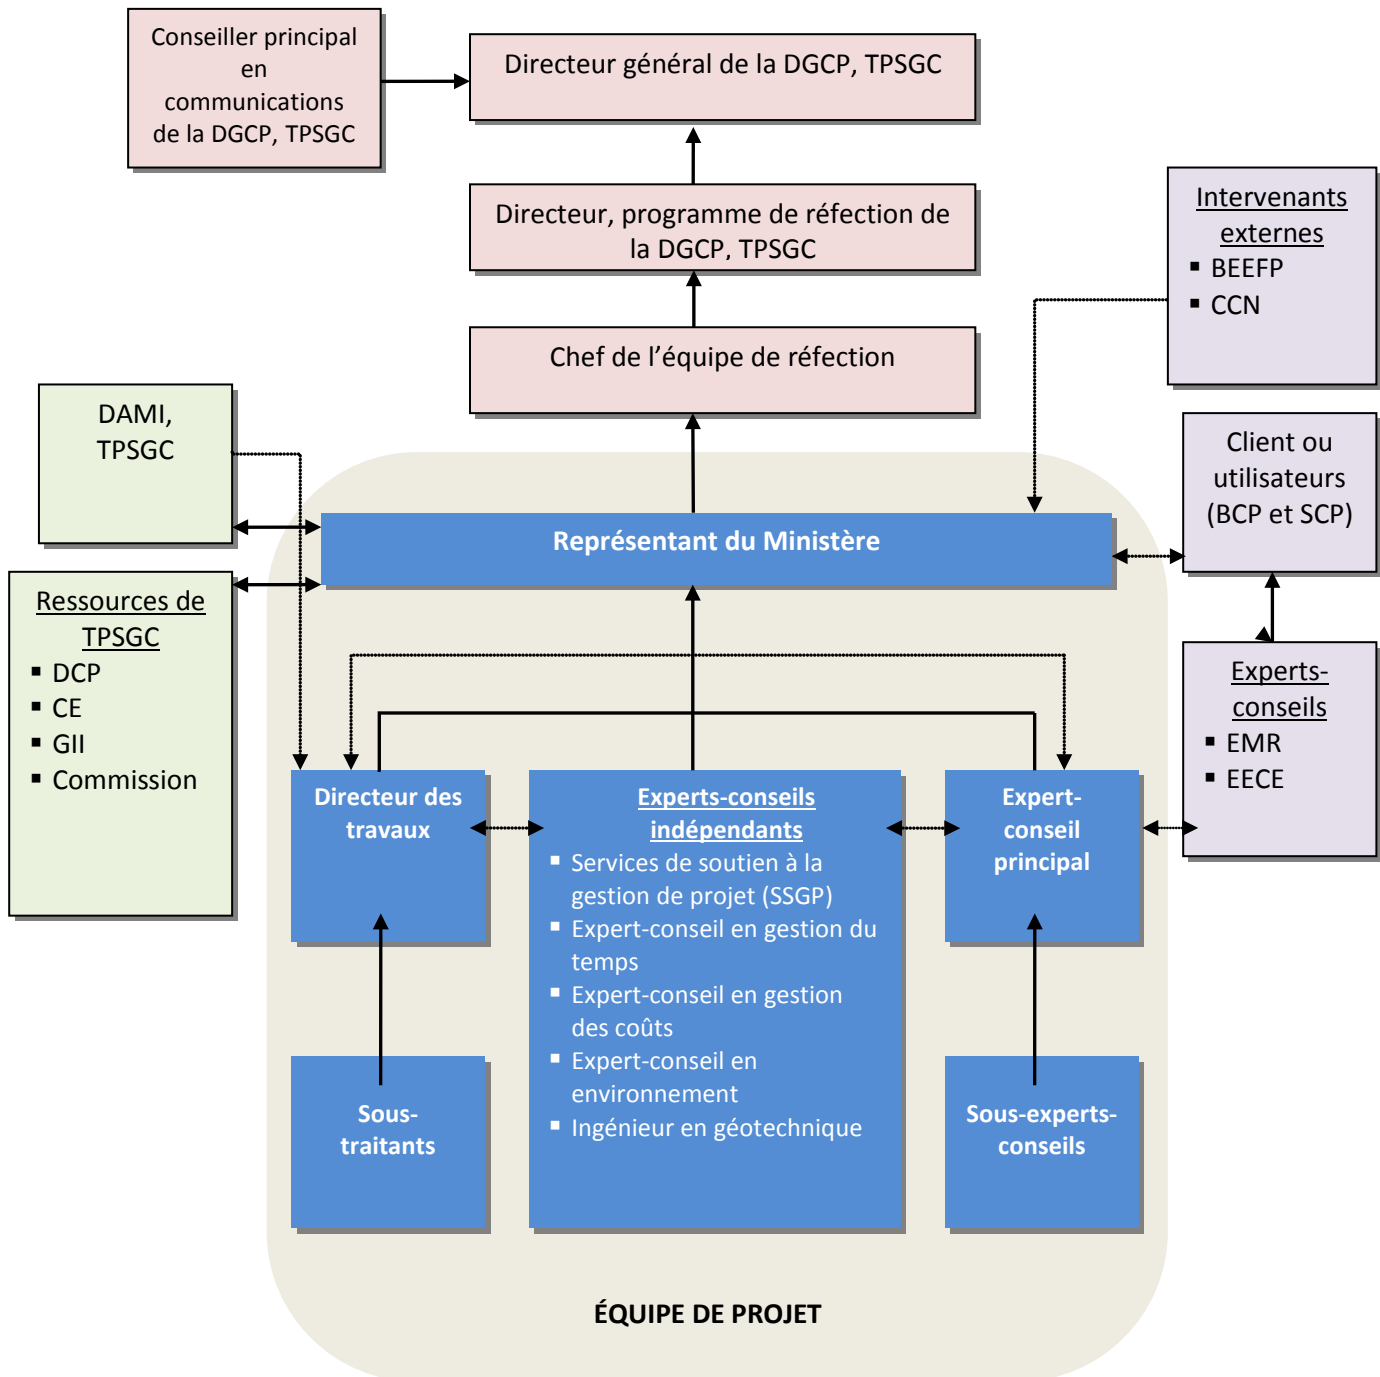 Conseiller principal
en
communications
de la DGCP, TPSGC
Directeur général de la DGCP, TPSGC
Directeur, programme de réfection de
la DGCP, TPSGC
Chef de l’équipe de réfection
Intervenants
externes
▪ BEEFP
▪ CCN
DAMI,
TPSGC
Client ou
utilisateurs
(BCP et SCP)
Représentant du Ministère
Ressources de
TPSGC
▪ DCP
▪ CE
▪ GII
▪ Commission
Experts-
conseils
▪ EMR
▪ EECE
Directeur des
travaux
Experts-conseils
indépendants
▪ Services de soutien à la
gestion de projet (SSGP)
▪ Expert-conseil en gestion du
temps
▪ Expert-conseil en gestion
des coûts
▪ Expert-conseil en
environnement
▪ Ingénieur en géotechnique
Expert-
conseil
principal
Sous-
traitants
Sous-experts-
conseils
ÉQUIPE DE PROJET